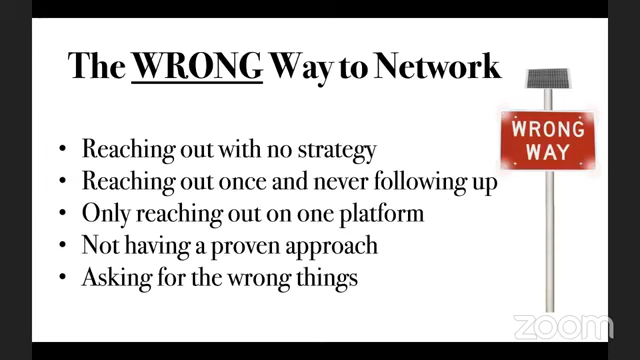 The WRONG Way to Network
WRONG
WAY
• Reaching out with no strategy
• Reaching out once and never following up
• Only reaching out on one platform
• Not having a proven approach
• Asking for the wrong things
zoom